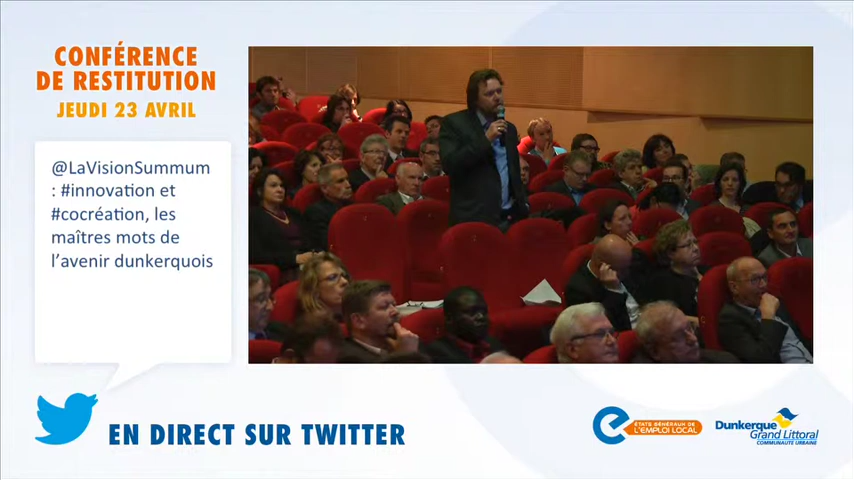 CONFÉRENCE
DE RESTITUTION
JEUDI 23 AVRIL
@LaVisionSummum
: #innovation et
#cocréation, les
maîtres mots de
l'avenir dunkerquois
EN DIRECT SUR TWITTER
ÉTATS GÉNÉRAUX DE
L'EMPLOI LOCAL
Dunkerque
Grand Littoral
COMMUNAUTÉ URBAINE